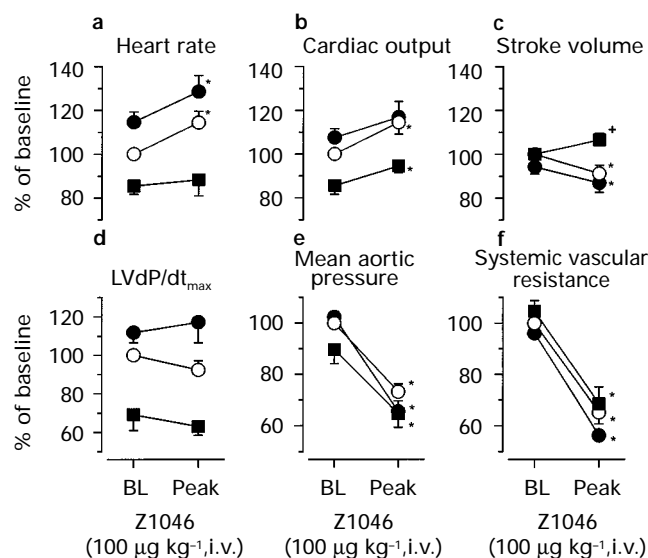 a
Heart rate
b
Cardiac output
c
Stroke volume
% of baseline
140
120
100
80
*
*
140
120
100
80
*
*
140
120
100
80
+
*
*
d
LVdP/dtmax
e
Mean aortic
pressure
f
Systemic vascular
resistance
% of baseline
120
100
80
60
100
80
60
*
*
*
100
80
60
*
*
*
BL Peak
BL Peak
BL Peak
Z1046
(100 µg kg⁻¹,i.v.)
Z1046
(100 µg kg⁻¹,i.v.)
Z1046
(100 µg kg⁻¹,i.v.)